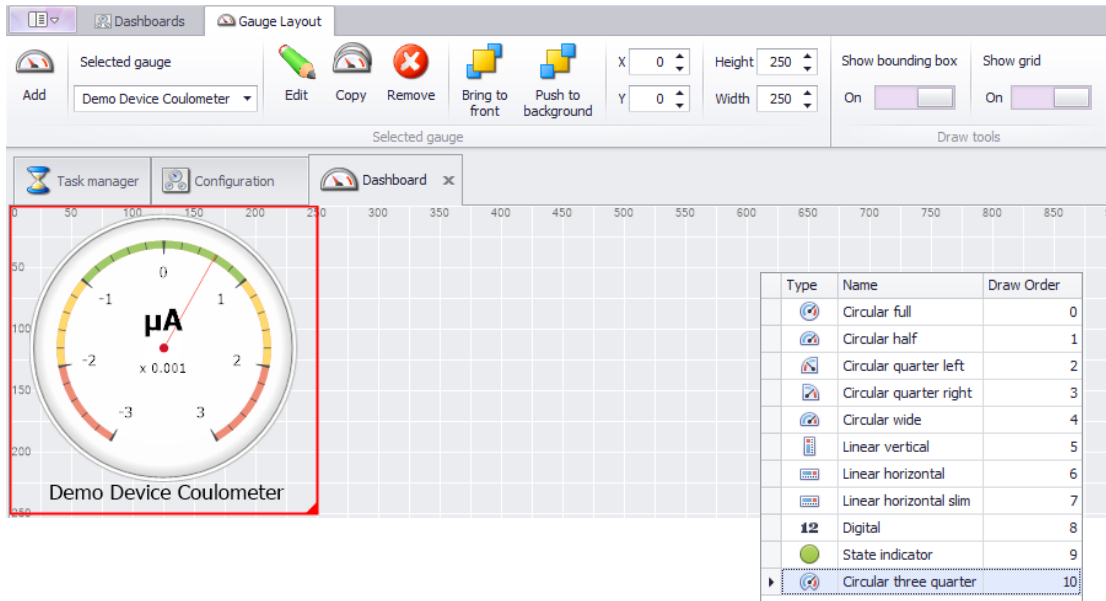 Dashboards Gauge Layout
Selected gauge X 0 Height 250 Show bounding box Show grid
Add Demo Device Coulometer Edit Copy Remove Bring to front Push to background Y 0 Width 250 On On
Selected gauge Draw tools
Task manager Configuration Dashboard x
0 50 100 150 200 250 300 350 400 450 500 550 600 650 700 750 800 850
50
100
150
200
250
0
-1 1
µA
-2 x 0.001 2
-3 3
Demo Device Coulometer
Type Name Draw Order
Circular full 0
Circular half 1
Circular quarter left 2
Circular quarter right 3
Circular wide 4
Linear vertical 5
Linear horizontal 6
Linear horizontal slim 7
12 Digital 8
State indicator 9
Circular three quarter 10